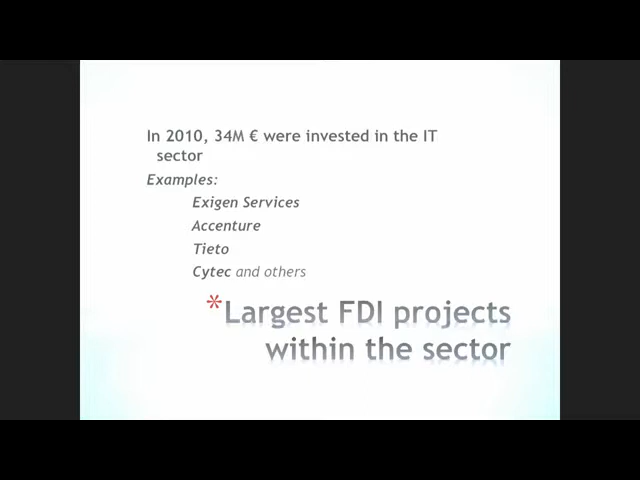 In 2010, 34M € were invested in the IT
sector
Examples:
Exigen Services
Accenture
Tieto
Cytec and others
*Largest FDI projects
within the sector